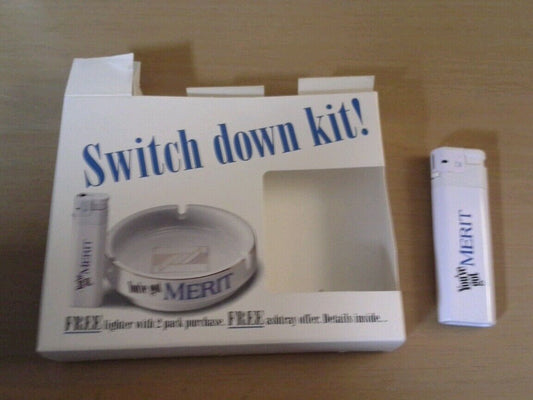 Switch down kit!
You've got MERIT
You've got MERIT
FREE lighter with 2 pack purchase. FREE ashtray offer. Details inside...
You've got MERIT